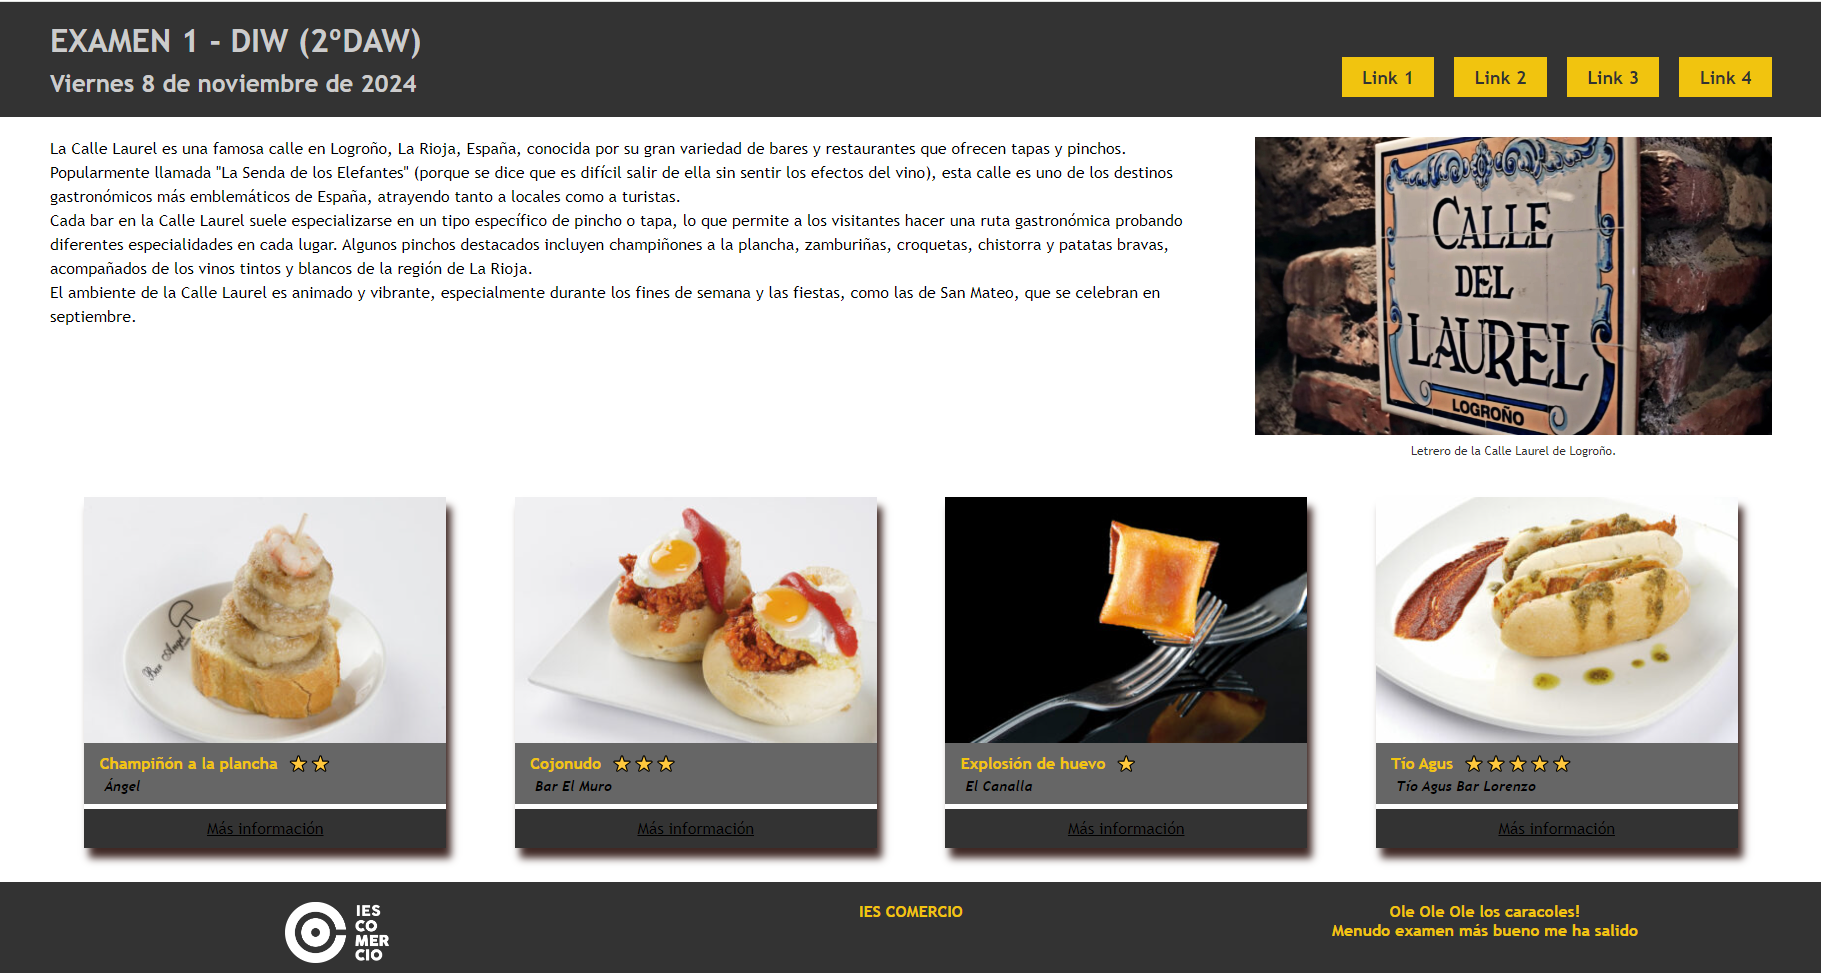 EXAMEN 1 - DIW (2ºDAW)
Viernes 8 de noviembre de 2024
Link 1
Link 2
Link 3
Link 4
La Calle Laurel es una famosa calle en Logroño, La Rioja, España, conocida por su gran variedad de bares y restaurantes que ofrecen tapas y pinchos.
Popularmente llamada "La Senda de los Elefantes" (porque se dice que es difícil salir de ella sin sentir los efectos del vino), esta calle es uno de los destinos
gastronómicos más emblemáticos de España, atrayendo tanto a locales como a turistas.
Cada bar en la Calle Laurel suele especializarse en un tipo específico de pincho o tapa, lo que permite a los visitantes hacer una ruta gastronómica probando
diferentes especialidades en cada lugar. Algunos pinchos destacados incluyen champiñones a la plancha, zamburiñas, croquetas, chistorra y patatas bravas,
acompañados de los vinos tintos y blancos de la región de La Rioja.
El ambiente de la Calle Laurel es animado y vibrante, especialmente durante los fines de semana y las fiestas, como las de San Mateo, que se celebran en
septiembre.
CALLE
DEL
LAUREL
LOGROÑO
Letrero de la Calle Laurel de Logroño.
Bar Angel
Champiñón a la plancha
Ángel
Más información
Cojonudo
Bar El Muro
Más información
Explosión de huevo
El Canalla
Más información
Tío Agus
Tío Agus Bar Lorenzo
Más información
IES
CO
MER
CIO
IES COMERCIO
Ole Ole Ole los caracoles!
Menudo examen más bueno me ha salido